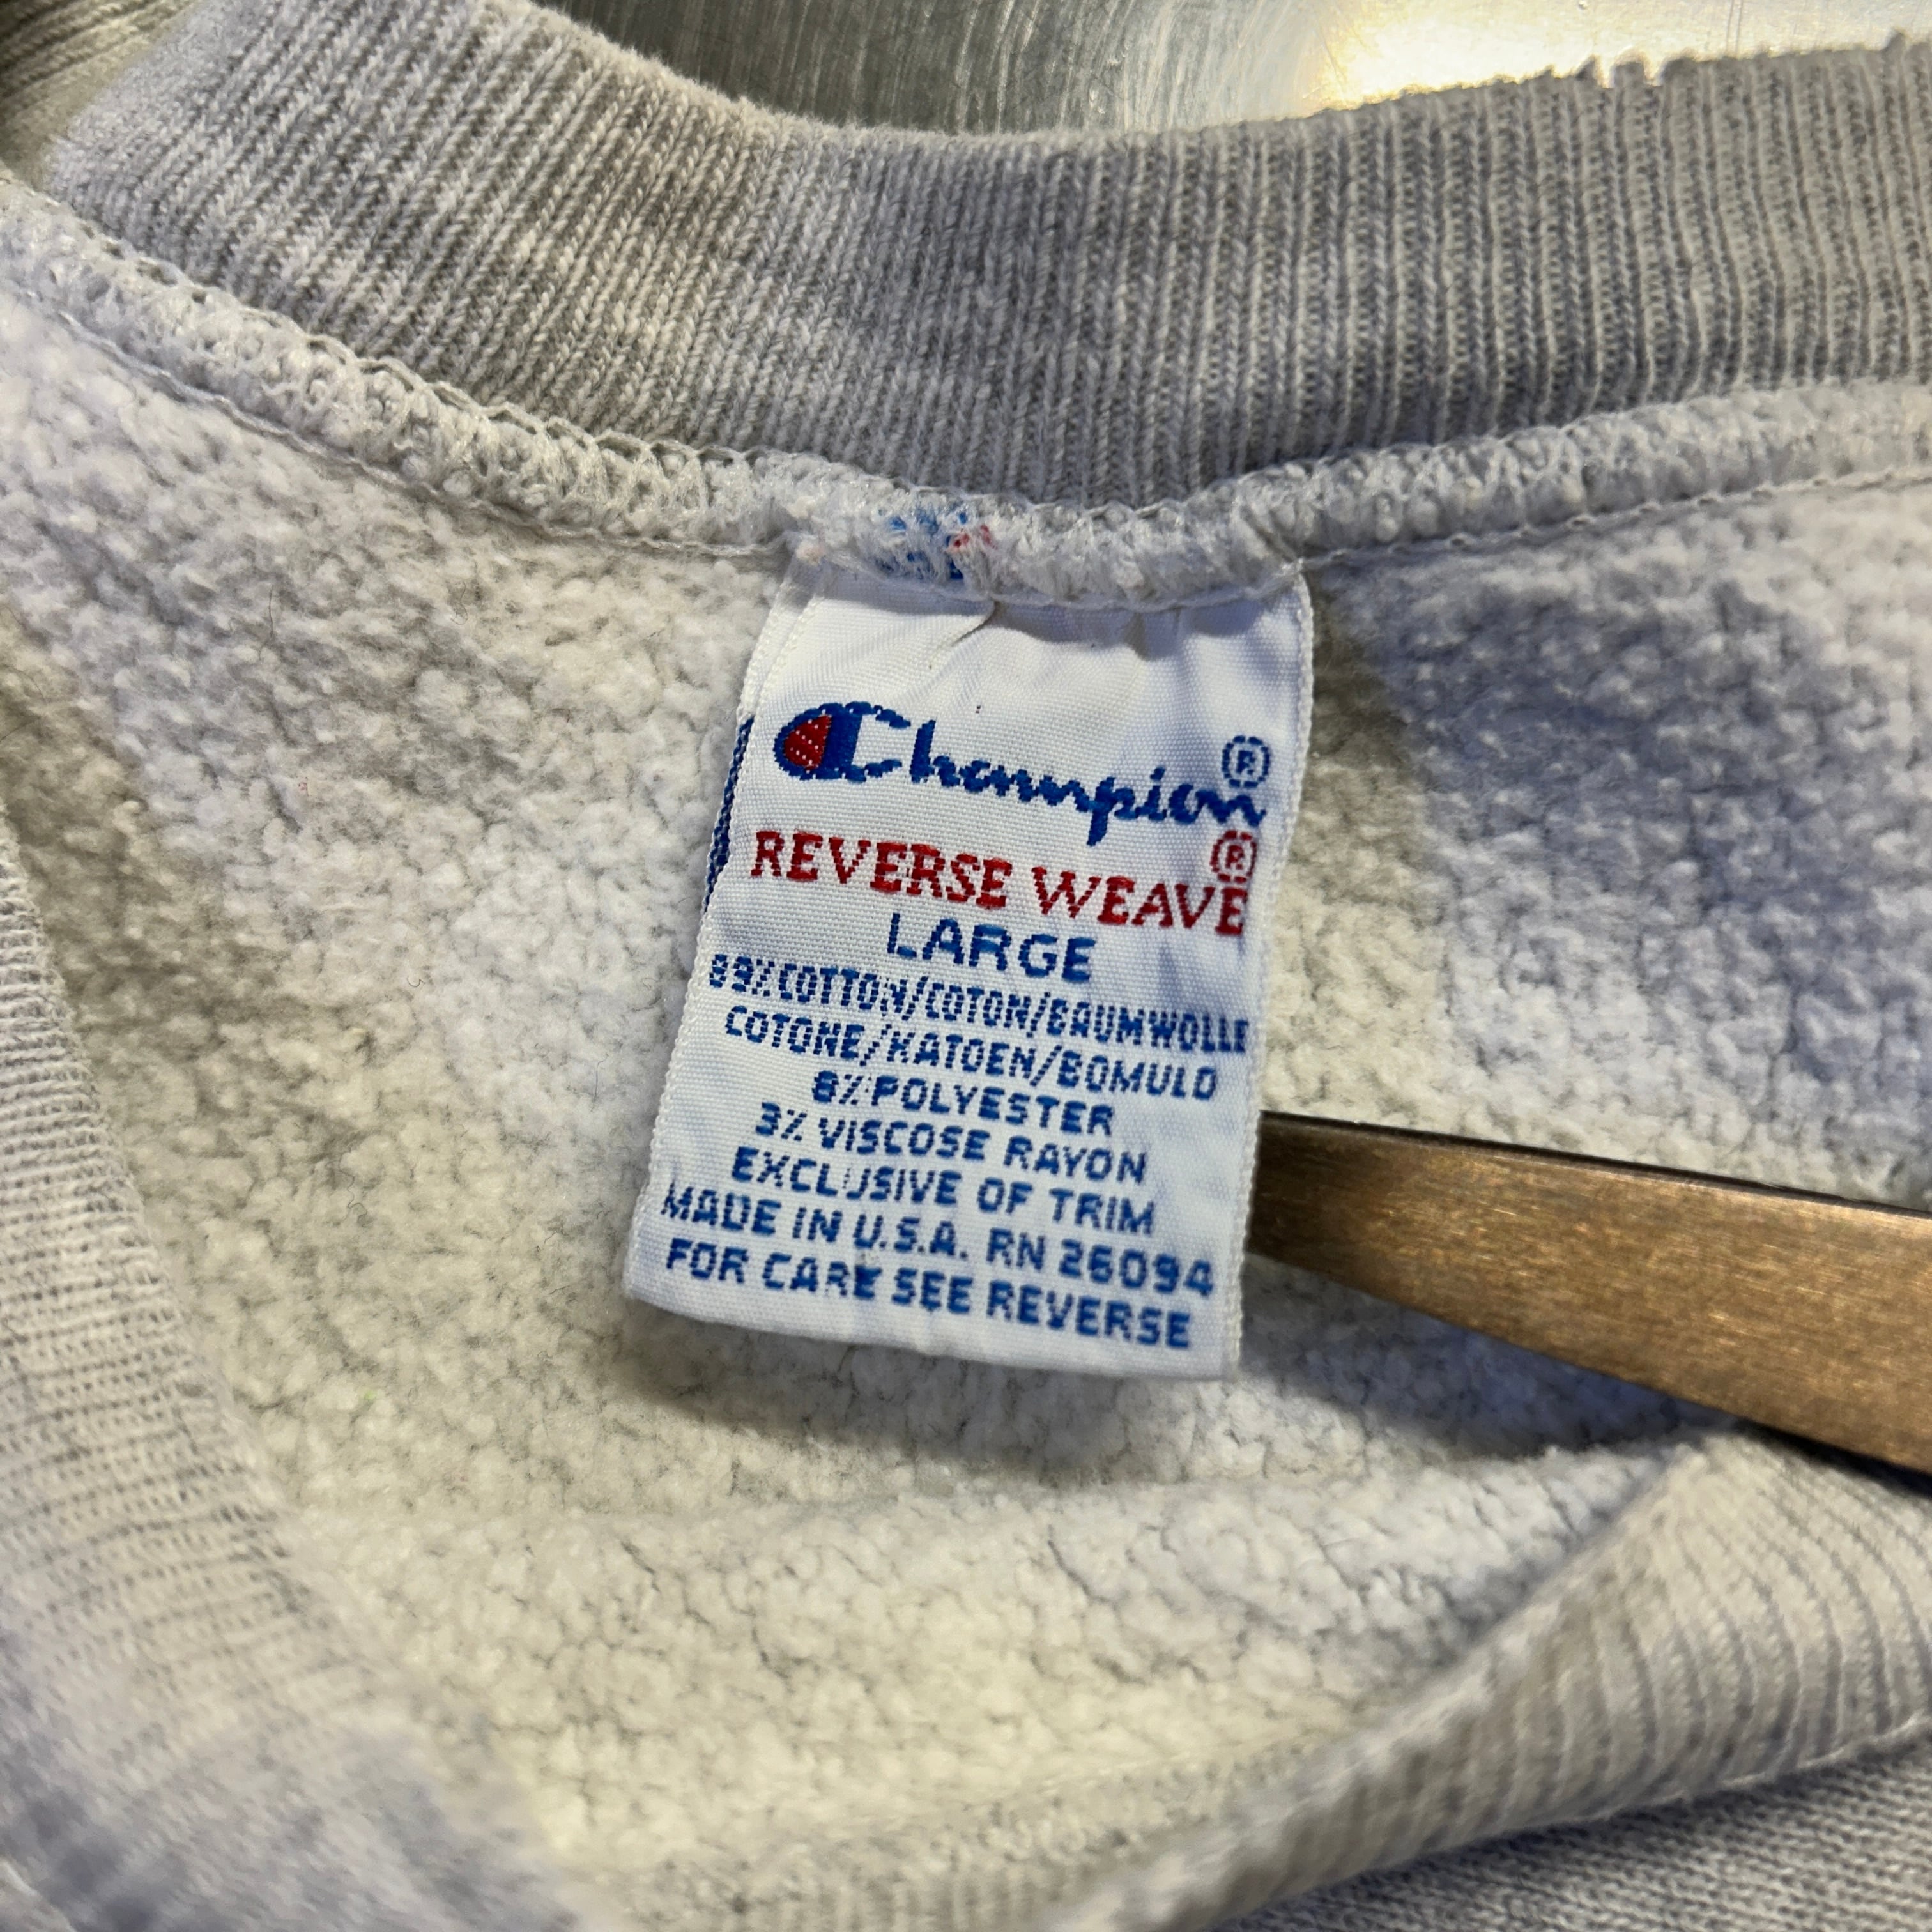 Champion®
REVERSE WEAVE®
LARGE
89% COTTON/COTON/BAUMWOLLE
COTONE/KATOEN/BOMULD
8% POLYESTER
3% VISCOSE RAYON
EXCLUSIVE OF TRIM
MADE IN U.S.A. RN 26094
FOR CARE SEE REVERSE